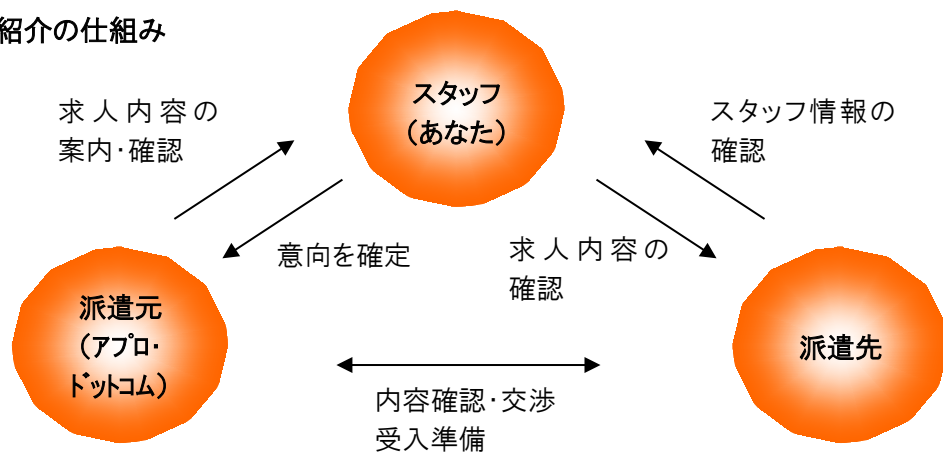 紹介の仕組み
スタッフ
（あなた）
求人内容の
案内・確認
スタッフ情報の
確認
意向を確定
求人内容の
確認
派遣元
（ｱﾌﾟﾛ・
ﾄﾞｯﾄｺﾑ）
派遣先
内容確認・交渉
受入準備